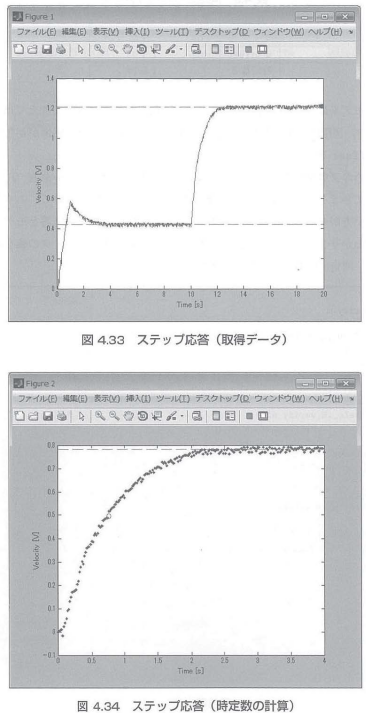 Figure 1
ファイル(F) 編集(E) 表示(V) 挿入(I) ツール(T) デスクトップ(D) ウィンドウ(W) ヘルプ(H)
1.4
1.2
1
0.8
0.6
0.4
0.2
0
Velocity [V]
0 2 4 6 8 10 12 14 16 18 20
Time [s]
図 4.33 ステップ応答（取得データ）
Figure 2
ファイル(F) 編集(E) 表示(V) 挿入(I) ツール(T) デスクトップ(D) ウィンドウ(W) ヘルプ(H)
0.8
0.7
0.6
0.5
0.4
0.3
0.2
0.1
0
-0.1
Velocity [V]
0 0.5 1 1.5 2 2.5 3 3.5 4
Time [s]
図 4.34 ステップ応答（時定数の計算）